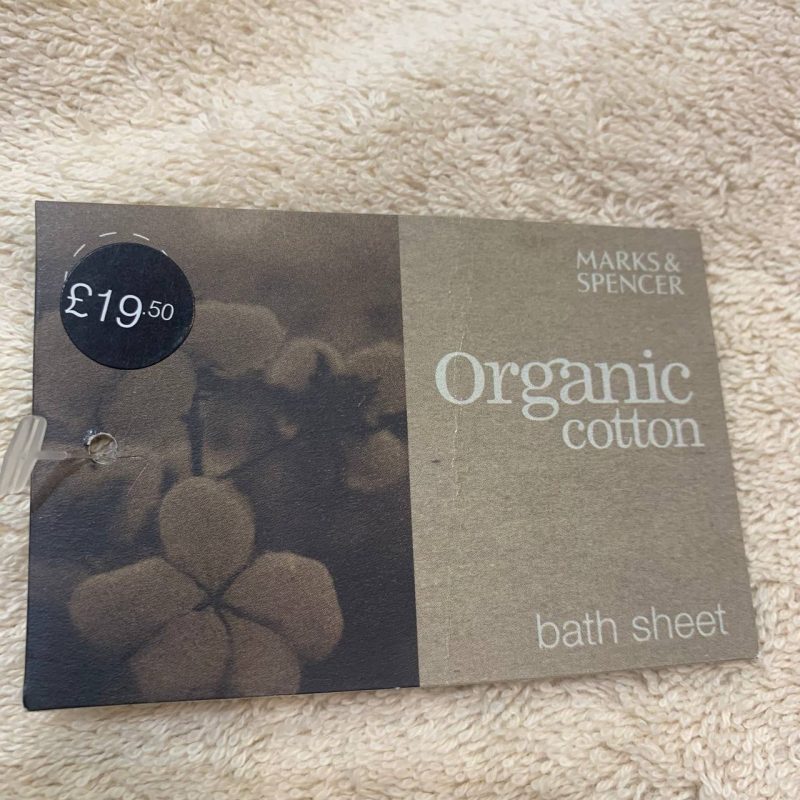 £19.50
MARKS &
SPENCER
Organic
cotton
bath sheet